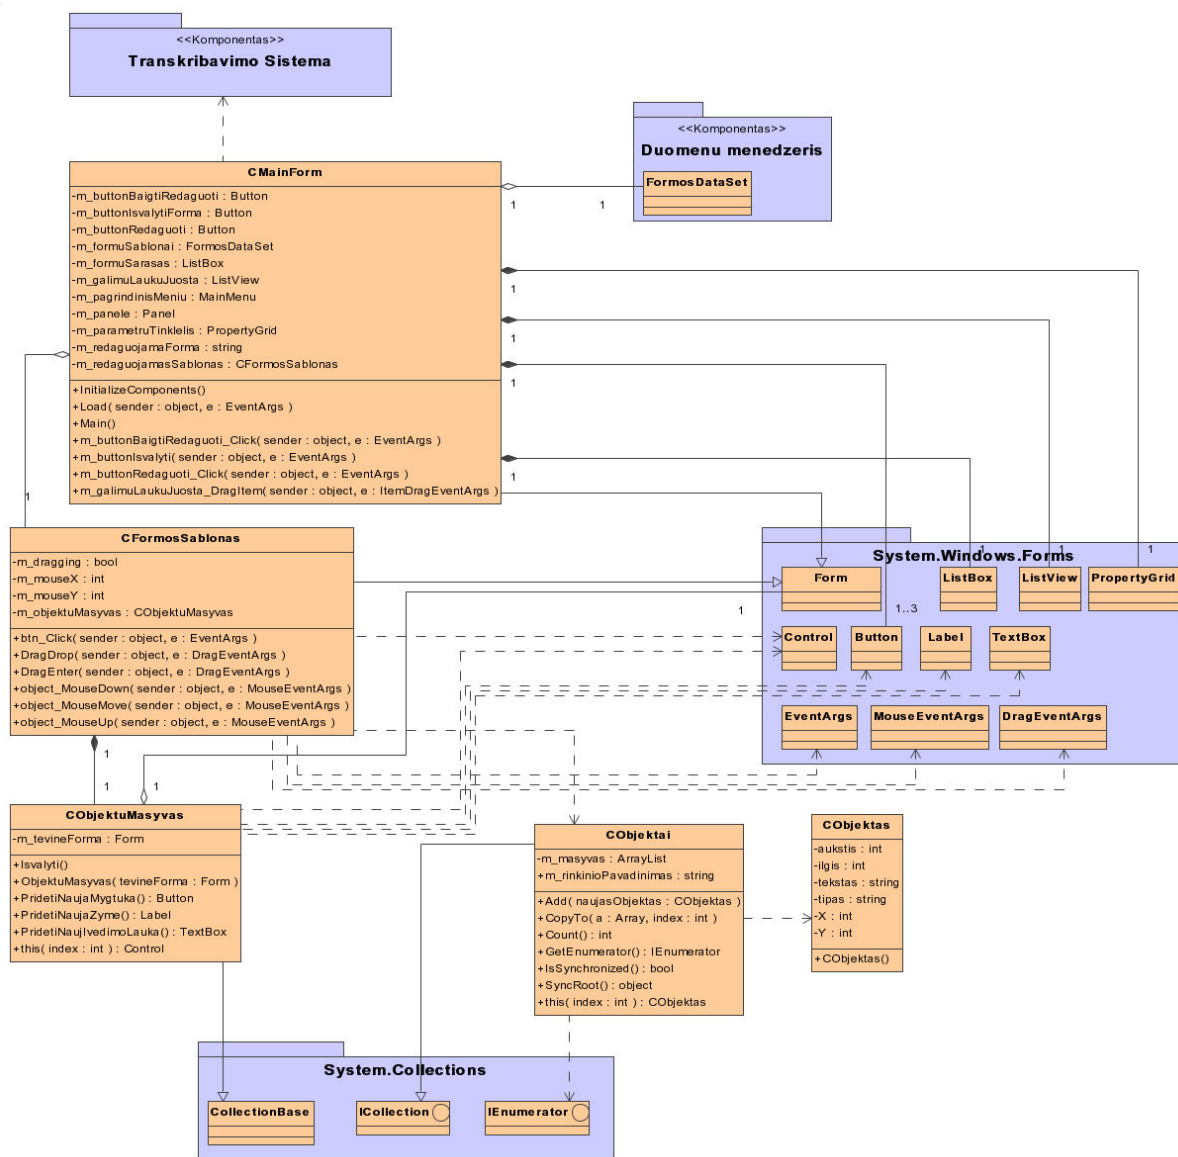 <<Komponentas>>
Transkribavimo Sistema
<<Komponentas>>
Duomenu menedzeris
FormosDataSet
CMainForm
-m_buttonBaigtiRedaguoti : Button
-m_buttonIsvalytiForma : Button
-m_buttonRedaguoti : Button
-m_formuSablonai : FormosDataSet
-m_formuSarasas : ListBox
-m_galimuLaukuJuosta : ListView
-m_pagrindinisMeniu : MainMenu
-m_panele : Panel
-m_parametruTinklelis : PropertyGrid
-m_redaguojamaForma : string
-m_redaguojamasSablonas : CFormosSablonas
+InitializeComponents()
+Load( sender : object, e : EventArgs )
+Main()
+m_buttonBaigtiRedaguoti_Click( sender : object, e : EventArgs )
+m_buttonIsvalyti( sender : object, e : EventArgs )
+m_buttonRedaguoti_Click( sender : object, e : EventArgs )
+m_galimuLaukuJuosta_DragItem( sender : object, e : ItemDragEventArgs )
1
1
1
1
1
1
1
CFormosSablonas
-m_dragging : bool
-m_mouseX : int
-m_mouseY : int
-m_objektuMasyvas : CObjektuMasyvas
+btn_Click( sender : object, e : EventArgs )
+DragDrop( sender : object, e : DragEventArgs )
+DragEnter( sender : object, e : DragEventArgs )
+object_MouseDown( sender : object, e : MouseEventArgs )
+object_MouseMove( sender : object, e : MouseEventArgs )
+object_MouseUp( sender : object, e : MouseEventArgs )
System.Windows.Forms
1
1
1
Form
ListBox
ListView
PropertyGrid
1
1..3
Control
Button
Label
TextBox
EventArgs
MouseEventArgs
DragEventArgs
1
1
1
CObjektuMasyvas
-m_tevineForma : Form
+Isvalyti()
+ObjektuMasyvas( tevineForma : Form )
+PridetiNaujaMygtuka() : Button
+PridetiNaujaZyme() : Label
+PridetiNaujIvedimoLauka() : TextBox
+this( index : int ) : Control
CObjektai
-m_masyvas : ArrayList
+m_rinkinioPavadinimas : string
+Add( naujasObjektas : CObjektas )
+CopyTo( a : Array, index : int )
+Count() : int
+GetEnumerator() : IEnumerator
+IsSynchronized() : bool
+SyncRoot() : object
+this( index : int ) : CObjektas
CObjektas
-aukstis : int
-ilgis : int
-tekstas : string
-tipas : string
-X : int
-Y : int
+CObjektas()
System.Collections
CollectionBase
ICollection
IEnumerator